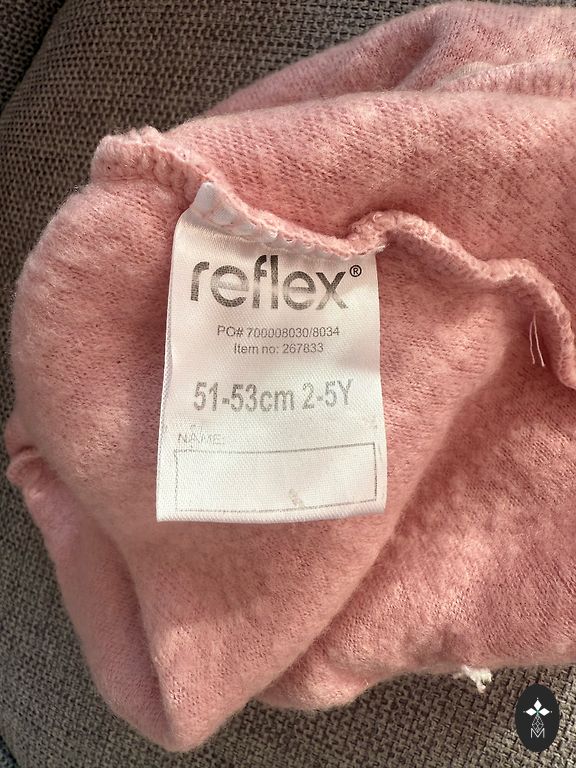 reflex®
PO# 700008030/8034
Item no: 267833
51-53cm 2-5Y
NAME:
M